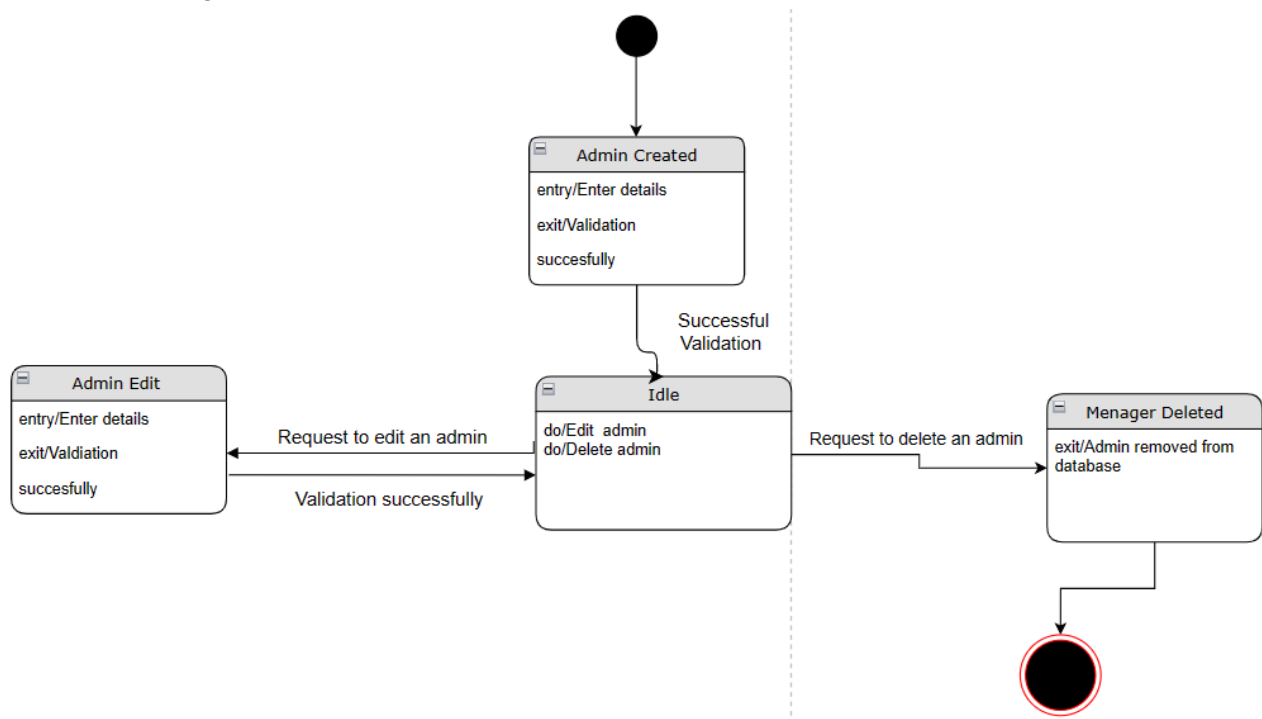 Admin Created
entry/Enter details
exit/Validation
succesfully
Successful
Validation
Admin Edit
entry/Enter details
exit/Valdiation
succesfully
Request to edit an admin
Validation successfully
Idle
do/Edit admin
do/Delete admin
Request to delete an admin
Menager Deleted
exit/Admin removed from
database